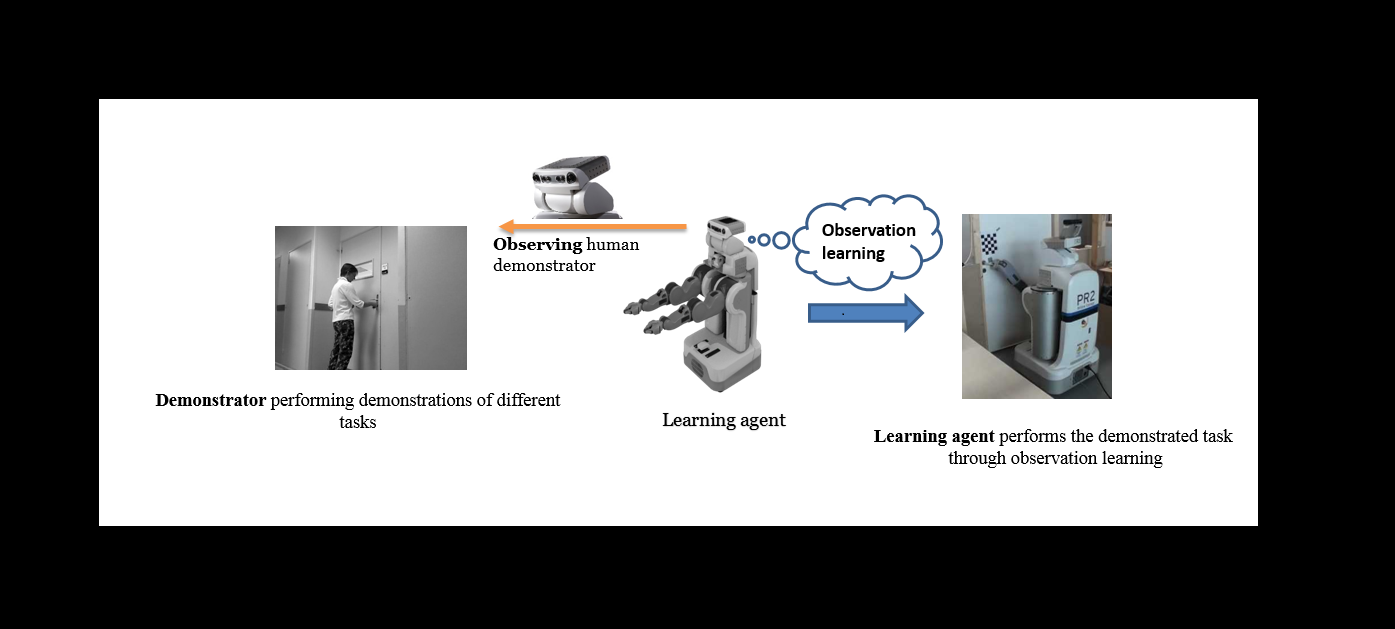 Observing human
demonstrator
Observation
learning
PR2
Demonstrator performing demonstrations of different
tasks
Learning agent
Learning agent performs the demonstrated task
through observation learning